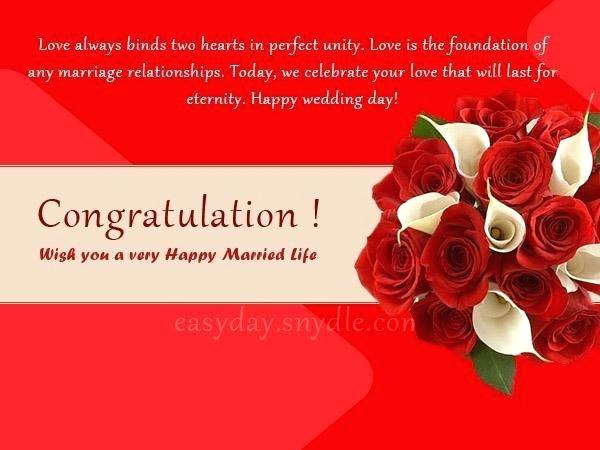 Love always binds two hearts in perfect unity. Love is the foundation of
any marriage relationships. Today, we celebrate your love that will last for
eternity. Happy wedding day!
Congratulation !
Wish you a very Happy Married Life
easyday.snydle.com